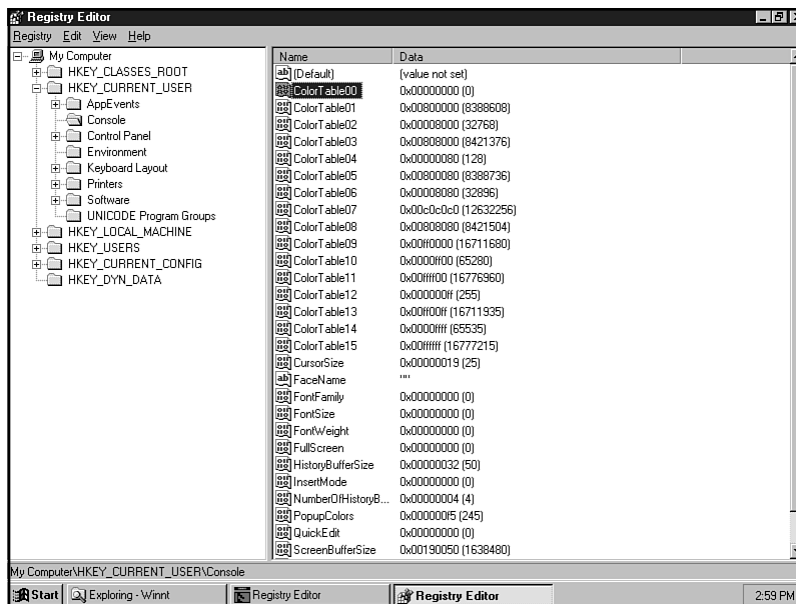 Registry Editor
Registry Edit View Help
My Computer
HKEY_CLASSES_ROOT
HKEY_CURRENT_USER
AppEvents
Console
Control Panel
Environment
Keyboard Layout
Printers
Software
UNICODE Program Groups
HKEY_LOCAL_MACHINE
HKEY_USERS
HKEY_CURRENT_CONFIG
HKEY_DYN_DATA
Name Data
(Default) (value not set)
ColorTable00 0x00000000 (0)
ColorTable01 0x00800000 (8388608)
ColorTable02 0x00008000 (32768)
ColorTable03 0x00808000 (8421376)
ColorTable04 0x00000080 (128)
ColorTable05 0x00800080 (8388736)
ColorTable06 0x00008080 (32896)
ColorTable07 0x00c0c0c0 (12632256)
ColorTable08 0x00808080 (8421504)
ColorTable09 0x00ff0000 (16711680)
ColorTable10 0x0000ff00 (65280)
ColorTable11 0x00ffff00 (16776960)
ColorTable12 0x000000ff (255)
ColorTable13 0x00ff00ff (16711935)
ColorTable14 0x0000ffff (65535)
ColorTable15 0x00ffffff (16777215)
CursorSize 0x00000019 (25)
FaceName ""
FontFamily 0x00000000 (0)
FontSize 0x00000000 (0)
FontWeight 0x00000000 (0)
FullScreen 0x00000000 (0)
HistoryBufferSize 0x00000032 (50)
InsertMode 0x00000000 (0)
NumberOfHistoryB... 0x00000004 (4)
PopupColors 0x000000f5 (245)
QuickEdit 0x00000000 (0)
ScreenBufferSize 0x00190050 (1638480)
My Computer\HKEY_CURRENT_USER\Console
Start Exploring - Winnt Registry Editor Registry Editor 2:59 PM